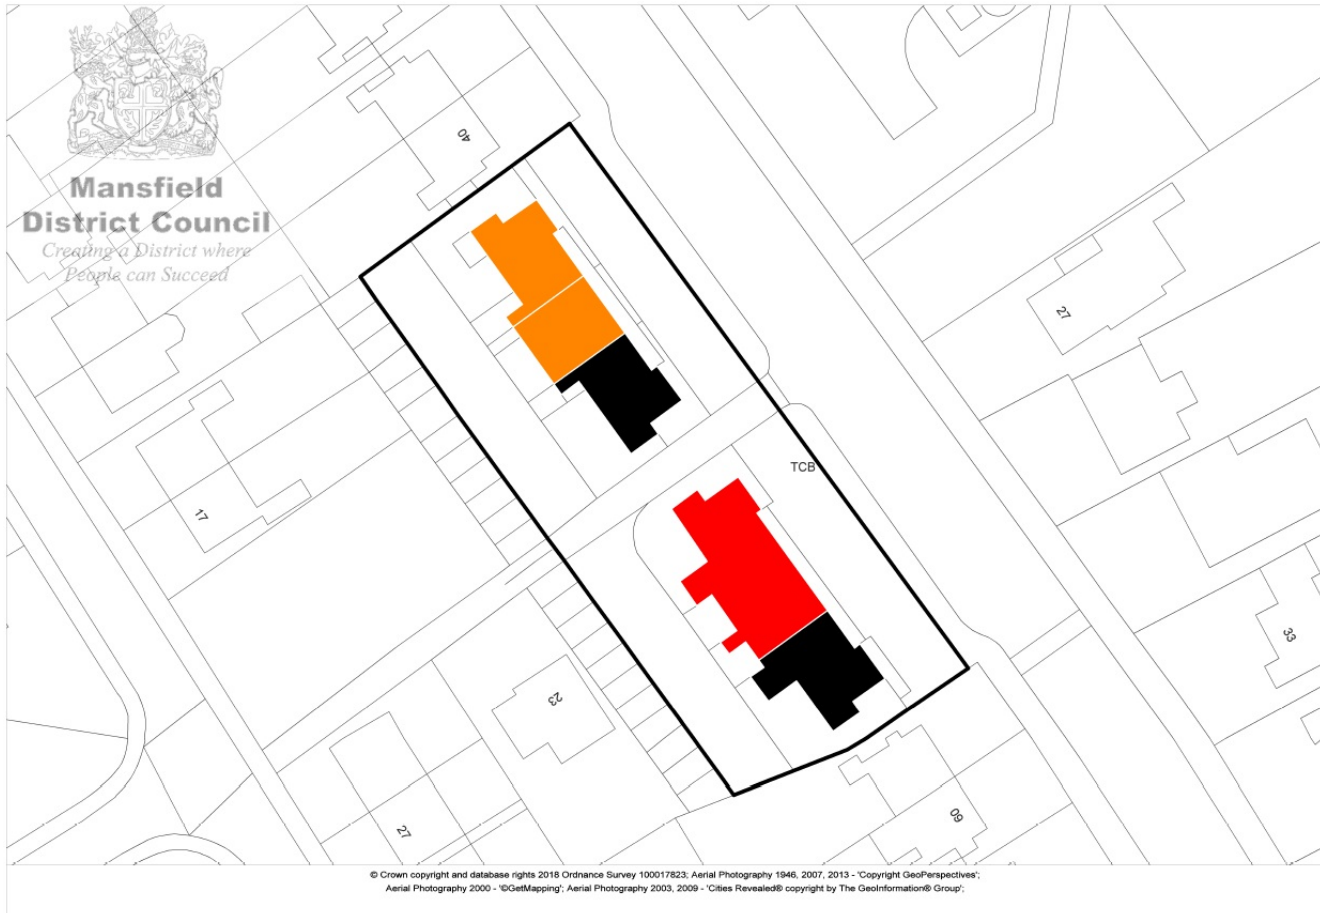 Mansfield
District Council
Creating a District where
People can Succeed
40
27
TCB
17
33
23
60
27
© Crown copyright and database rights 2018 Ordnance Survey 100017823; Aerial Photography 1946, 2007, 2013 - 'Copyright GeoPerspectives';
Aerial Photography 2000 - '©GetMapping'; Aerial Photography 2003, 2009 - 'Cities Revealed® copyright by The GeoInformation® Group';